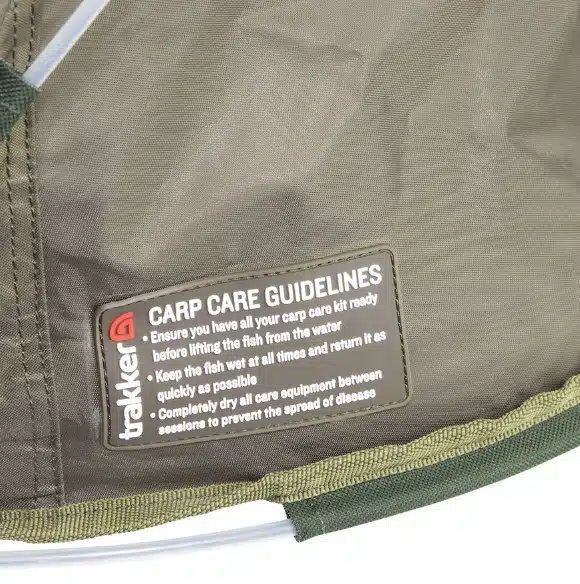 trakker
CARP CARE GUIDELINES
• Ensure you have all your carp care kit ready
before lifting the fish from the water
• Keep the fish wet at all times and return it as
quickly as possible
• Completely dry all care equipment between
sessions to prevent the spread of disease